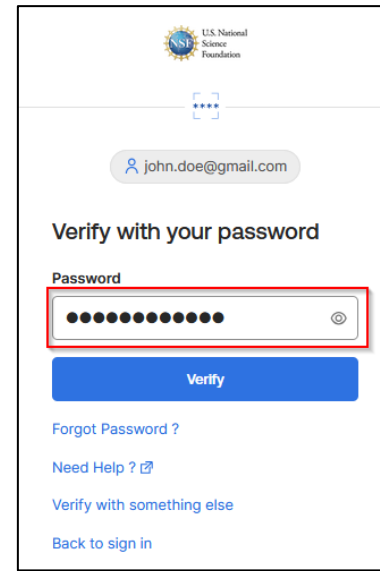 NSF
U.S. National
Science
Foundation
****
john.doe@gmail.com
Verify with your password
Password
●●●●●●●●●●●●
Verify
Forgot Password ?
Need Help ?
Verify with something else
Back to sign in